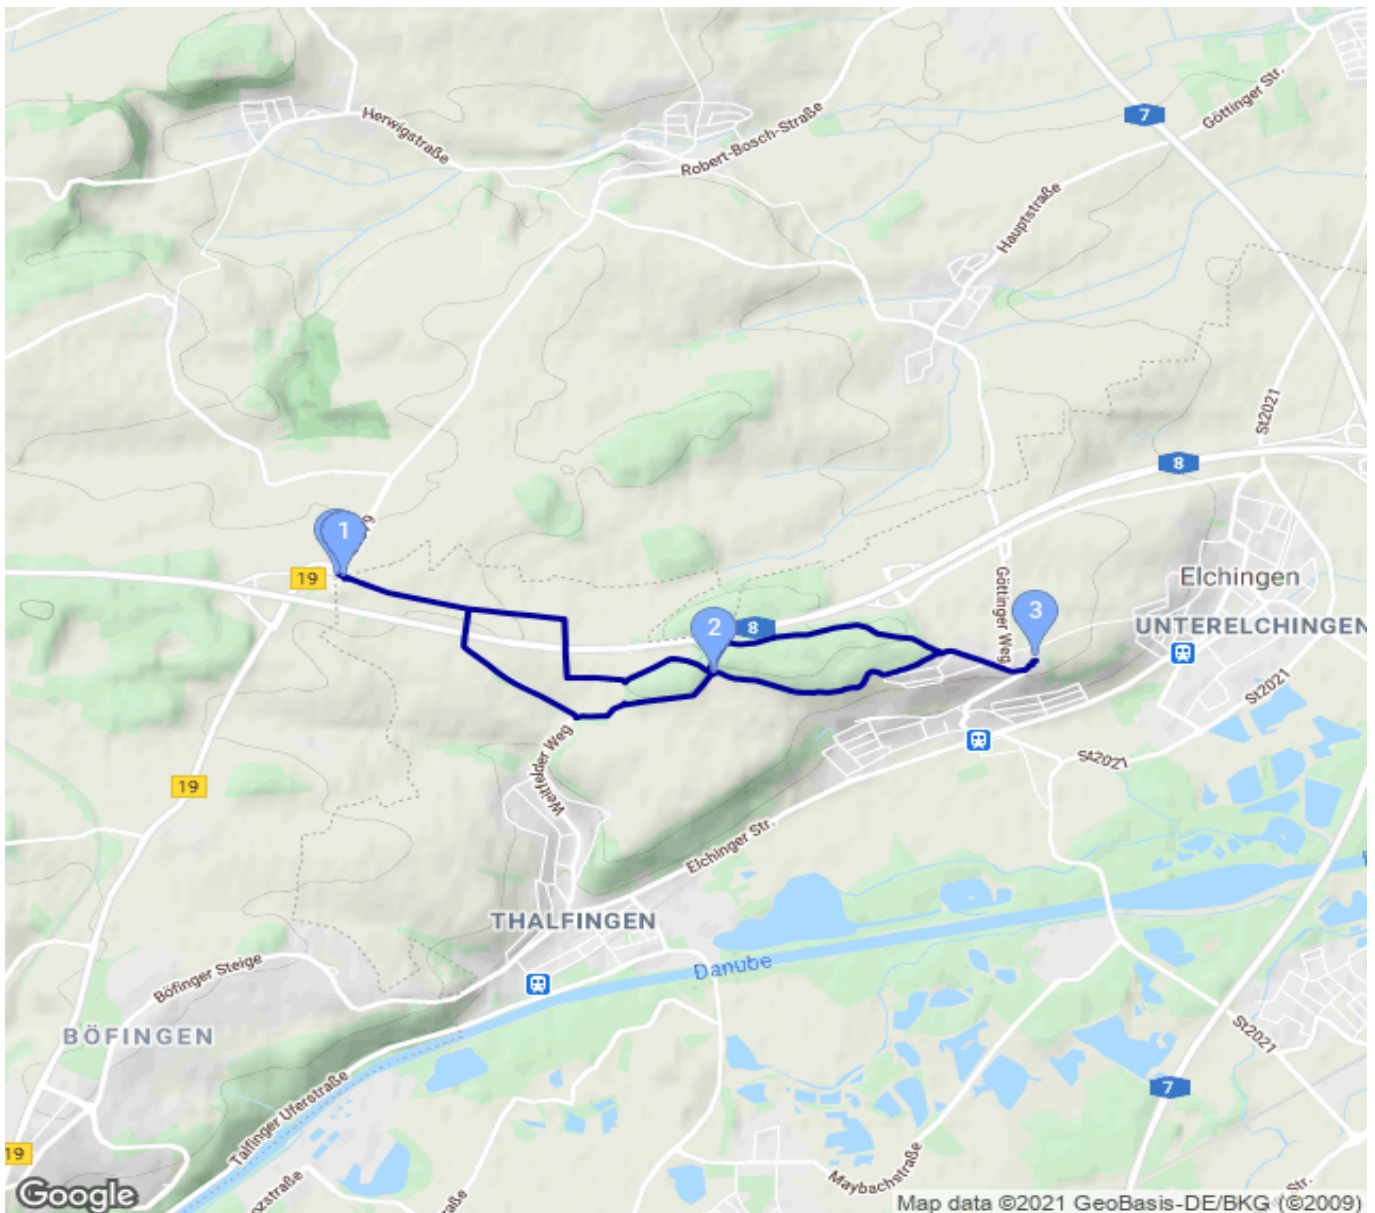 7
Göttinger Str.
Herwigstraße
Robert-Bosch-Straße
Hauptstraße
St2021
8
1
19
Elchingen
Göttinger Weg
3
2
8
UNTERELCHINGEN
St2021
Weitfelder Weg
St2021
19
Elchinger Str.
THALFINGEN
Danube
Böfinger Steige
BÖFINGEN
St2021
7
Talfinger Uferstraße
19
Maybachstraße
Google
Map data ©2021 GeoBasis-DE/BKG (©2009)